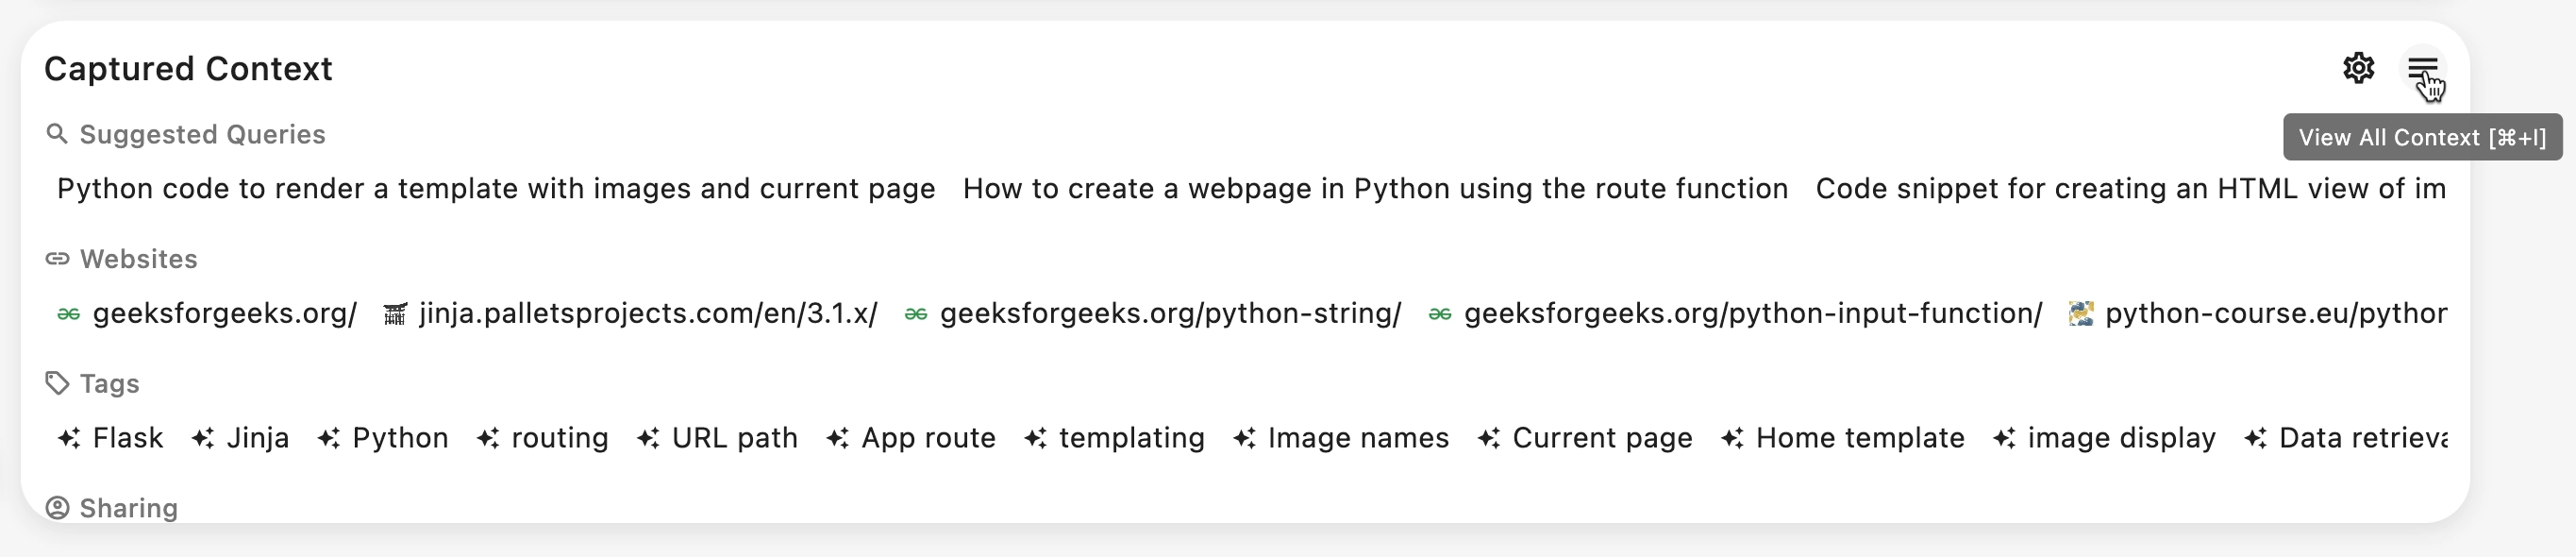 Captured Context
View All Context [⌘+I]
Suggested Queries
Python code to render a template with images and current page How to create a webpage in Python using the route function Code snippet for creating an HTML view of im
Websites
geeksforgeeks.org/ jinja.palletsprojects.com/en/3.1.x/ geeksforgeeks.org/python-string/ geeksforgeeks.org/python-input-function/ python-course.eu/python
Tags
Flask Jinja Python routing URL path App route templating Image names Current page Home template image display Data retrieva
Sharing